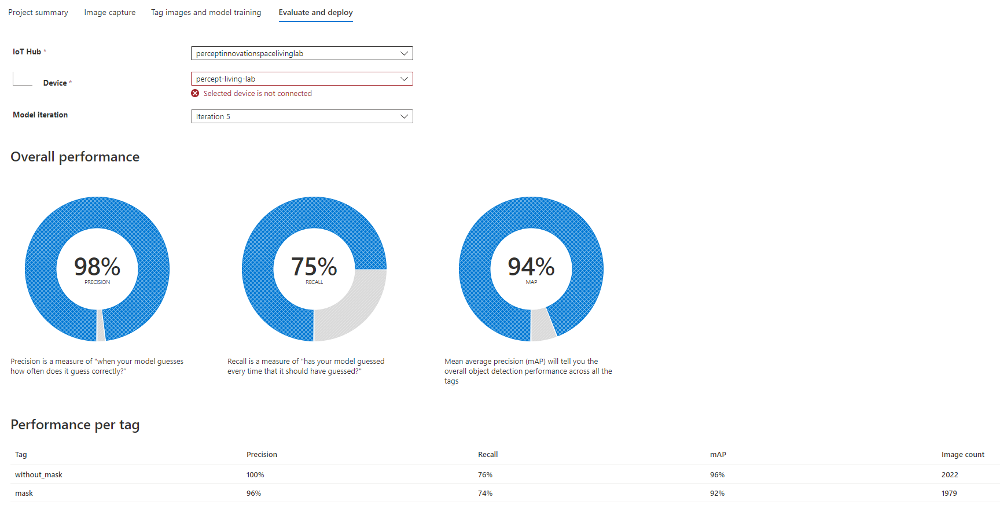 Project summary Image capture Tag images and model training Evaluate and deploy
IoT Hub * perceptinnovationspacelivinglab
Device * percept-living-lab
Selected device is not connected
Model iteration Iteration 5
Overall performance
98% 75% 94%
PRECISION RECALL MAP
Precision is a measure of "when your model guesses
how often does it guess correctly?"
Recall is a measure of "has your model guessed
every time that it should have guessed?"
Mean average precision (mAP) will tell you the
overall object detection performance across all the
tags
Performance per tag
Tag Precision Recall mAP Image count
without_mask 100% 76% 96% 2022
mask 96% 74% 92% 1979